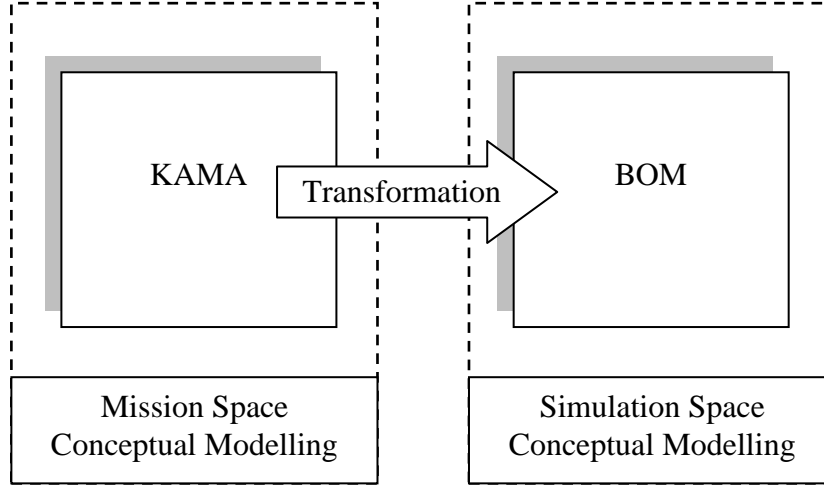 KAMA
Transformation
BOM
Mission Space
Conceptual Modelling
Simulation Space
Conceptual Modelling